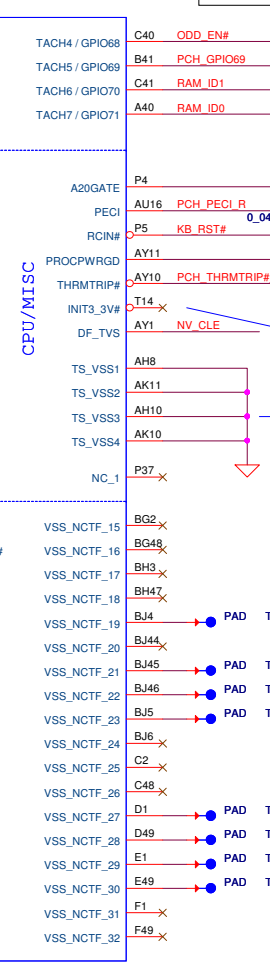 TACH4 / GPIO68 C40 ODD_EN#
TACH5 / GPIO69 B41 PCH_GPIO69
TACH6 / GPIO70 C41 RAM_ID1
TACH7 / GPIO71 A40 RAM_ID0
CPU/MISC
A20GATE P4
PECI AU16 PCH_PECI_R
0_04
RCIN# P5 KB_RST#
PROCPWRGD AY11
THRMTRIP# AY10 PCH_THRMTRIP#
INIT3_3V# T14
DF_TVS AY1 NV_CLE
TS_VSS1 AH8
TS_VSS2 AK11
TS_VSS3 AH10
TS_VSS4 AK10
NC_1 P37
VSS_NCTF_15 BG2
VSS_NCTF_16 BG48
VSS_NCTF_17 BH3
VSS_NCTF_18 BH47
VSS_NCTF_19 BJ4 PAD T
VSS_NCTF_20 BJ44
VSS_NCTF_21 BJ45 PAD T
VSS_NCTF_22 BJ46 PAD T
VSS_NCTF_23 BJ5 PAD T
VSS_NCTF_24 BJ6
VSS_NCTF_25 C2
VSS_NCTF_26 C48
VSS_NCTF_27 D1 PAD T
VSS_NCTF_28 D49 PAD T
VSS_NCTF_29 E1 PAD T
VSS_NCTF_30 E49 PAD T
VSS_NCTF_31 F1
VSS_NCTF_32 F49